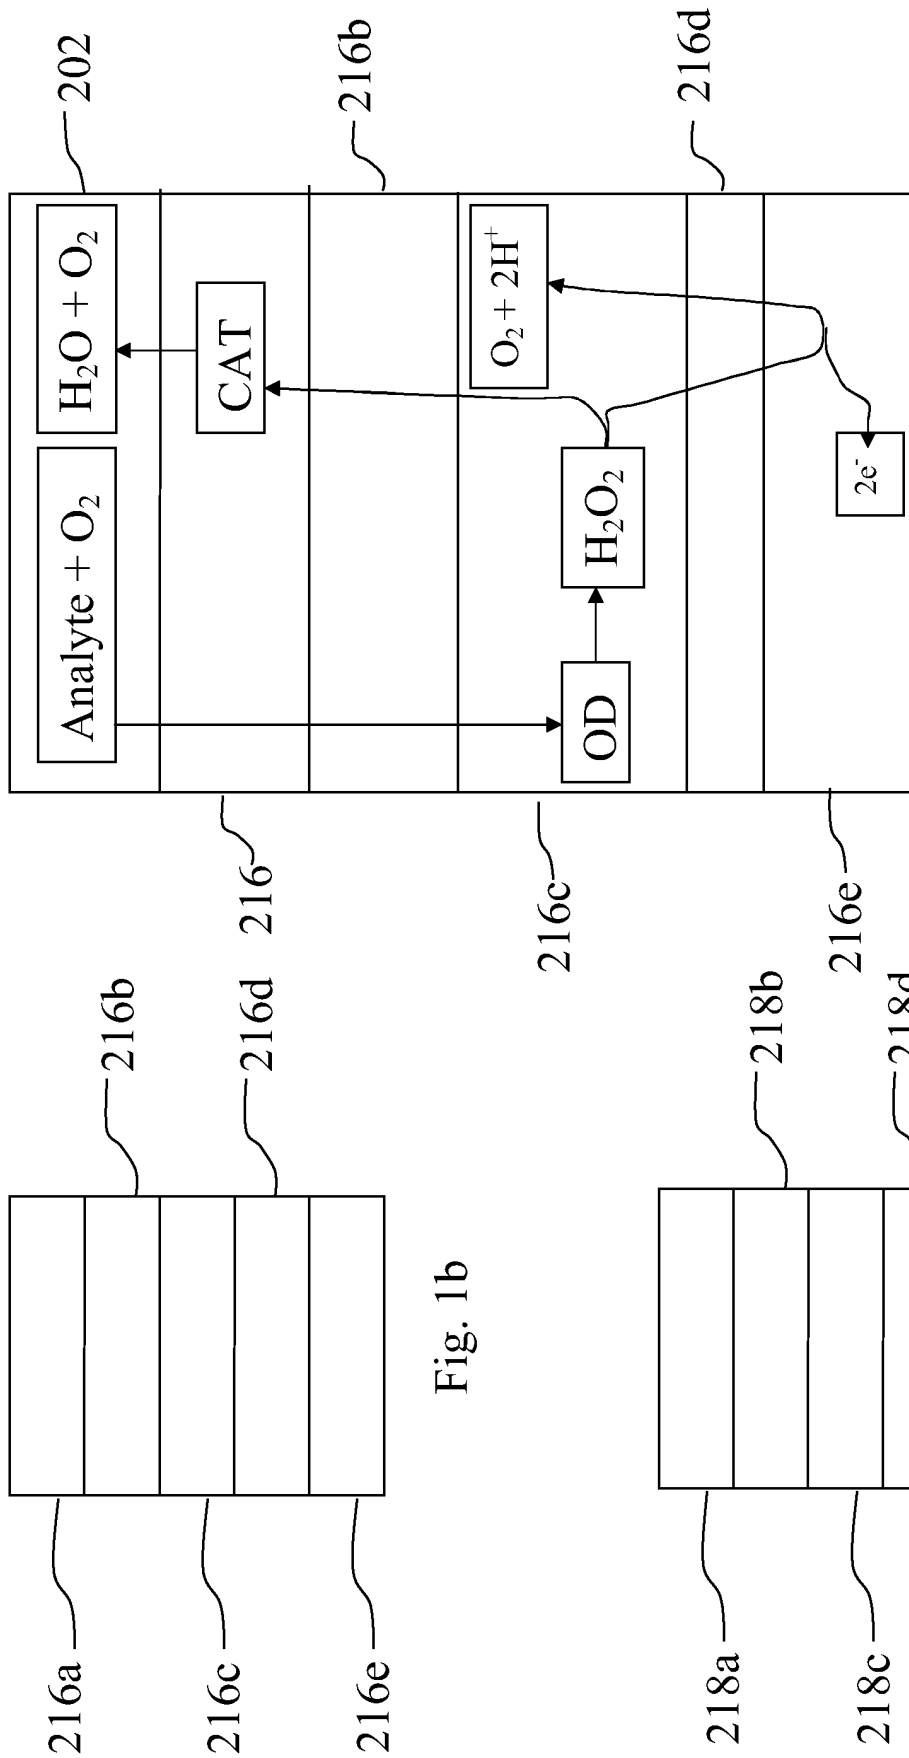 216a
216c
216e
216b
216d
Fig. 1b
218a
218c
218b
218d
216
216c
216e
202
216b
216d
Analyte + O₂
H₂O + O₂
CAT
OD
H₂O₂
O₂ + 2H⁺
2e⁻